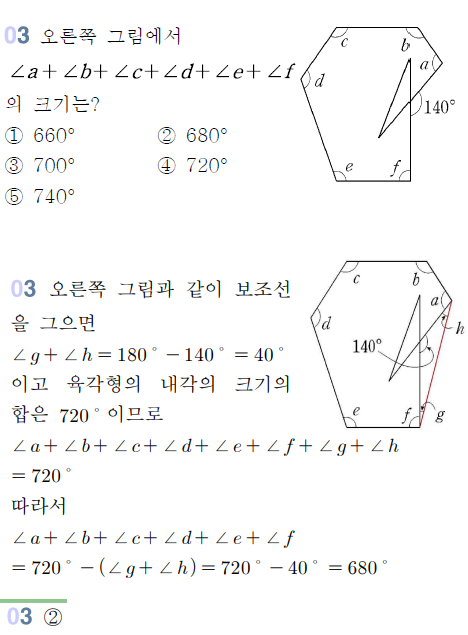 03 오른쪽 그림에서
∠a+∠b+∠c+∠d+∠e+∠f
의 크기는?
① 660° ② 680°
③ 700° ④ 720°
⑤ 740°
c
b
a
d
140°
e
f
03 오른쪽 그림과 같이 보조선
을 그으면
∠g+∠h=180°-140°=40°
이고 육각형의 내각의 크기의
합은 720°이므로
∠a+∠b+∠c+∠d+∠e+∠f+∠g+∠h
=720°
따라서
∠a+∠b+∠c+∠d+∠e+∠f
=720°-(∠g+∠h)=720°-40°=680°
c
b
a
h
d
140°
e
f
g
03 ②